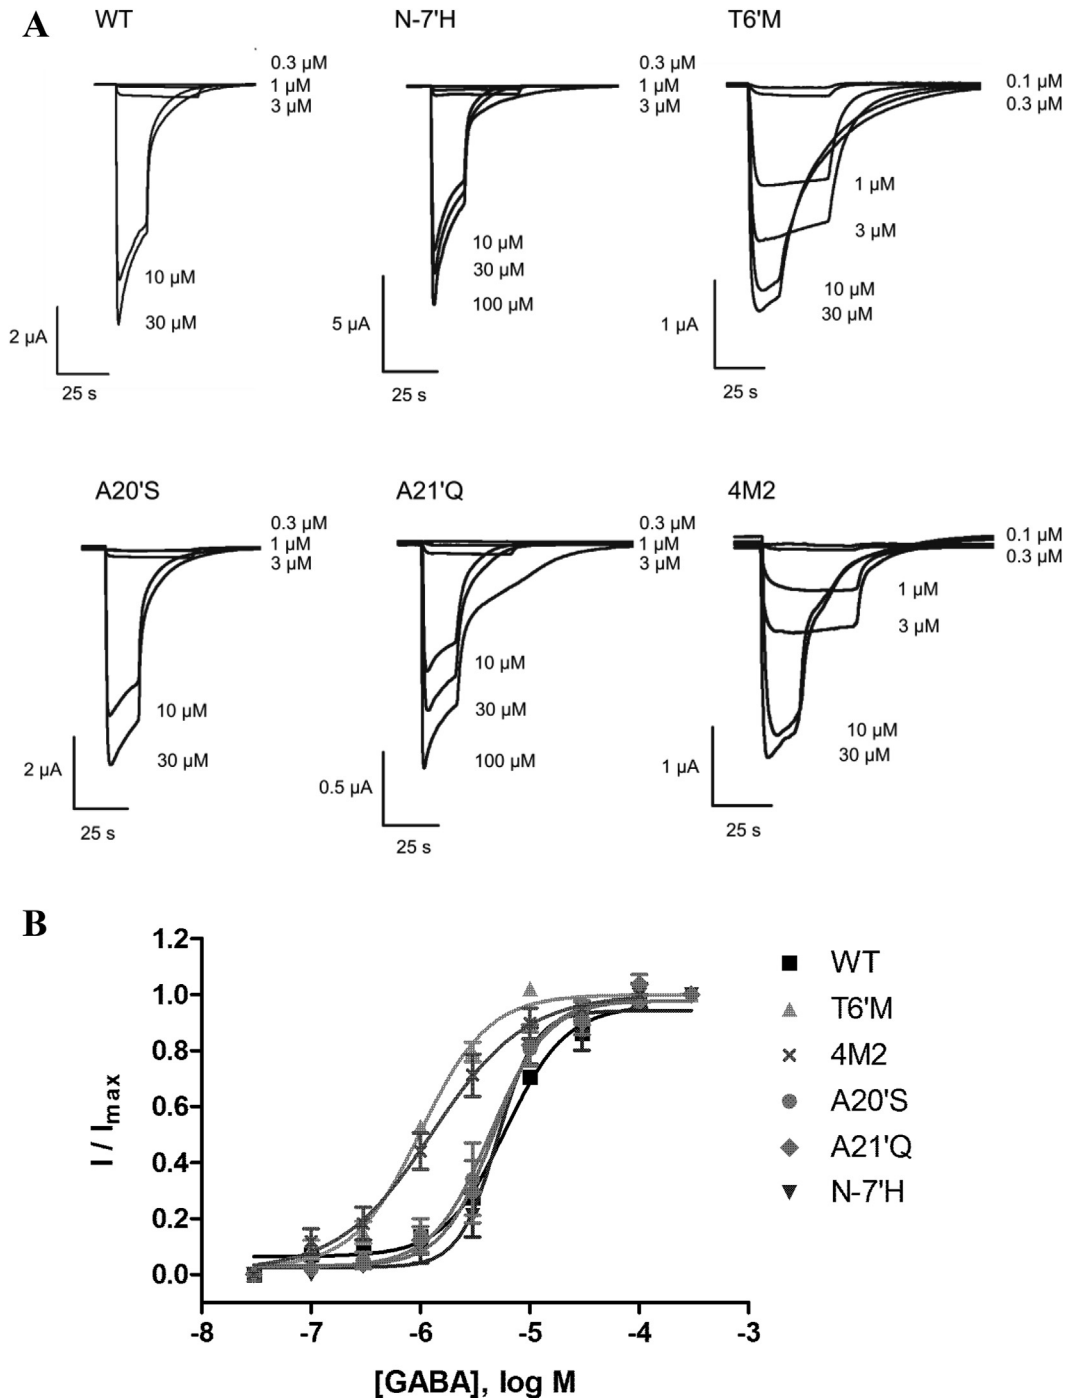 A
WT
N-7'H
T6'M
0.3 µM
1 µM
3 µM
10 µM
30 µM
2 µA
25 s
0.3 µM
1 µM
3 µM
10 µM
30 µM
100 µM
5 µA
25 s
0.1 µM
0.3 µM
1 µM
3 µM
10 µM
30 µM
1 µA
25 s
A20'S
A21'Q
4M2
0.3 µM
1 µM
3 µM
10 µM
30 µM
2 µA
25 s
0.3 µM
1 µM
3 µM
10 µM
30 µM
100 µM
0.5 µA
25 s
0.1 µM
0.3 µM
1 µM
3 µM
10 µM
30 µM
1 µA
25 s
B
1.2
1.0
0.8
0.6
0.4
0.2
0.0
I / Imax
-8
-7
-6
-5
-4
-3
[GABA], log M
WT
T6'M
4M2
A20'S
A21'Q
N-7'H